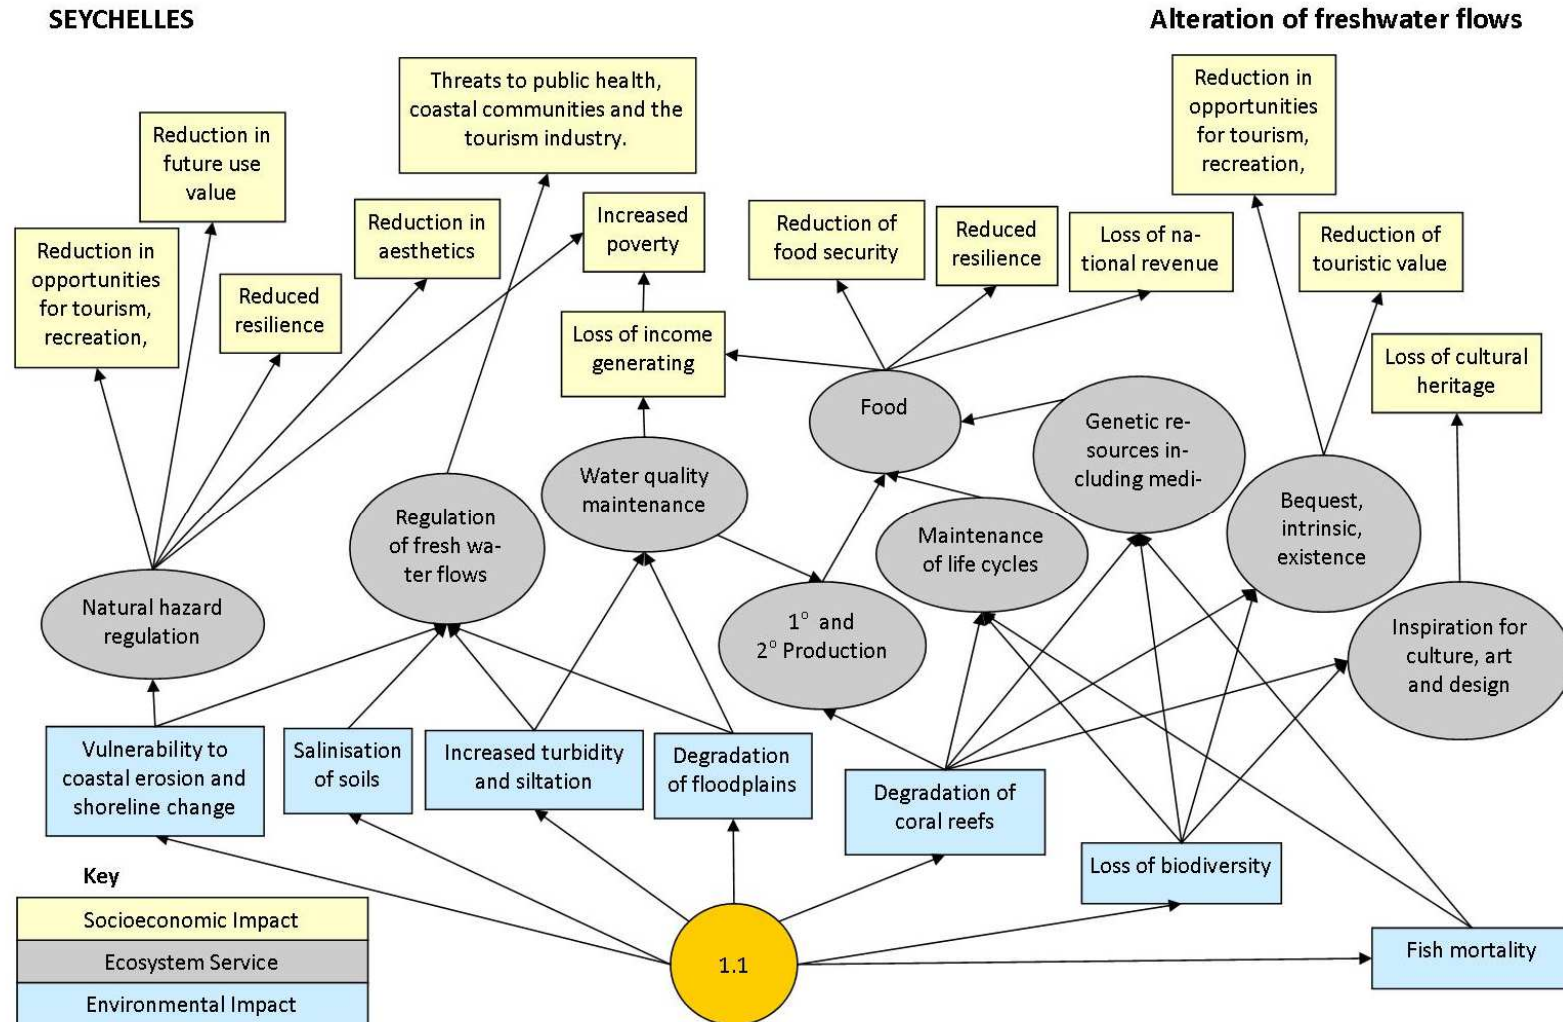 SEYCHELLES
Alteration of freshwater flows
Threats to public health,
coastal communities and the
tourism industry.
Reduction in
opportunities
for tourism,
recreation,
Reduction in
future use
value
Reduction in
aesthetics
Increased
poverty
Reduction of
food security
Reduced
resilience
Loss of na-
tional revenue
Reduction of
touristic value
Reduction in
opportunities
for tourism,
recreation,
Reduced
resilience
Loss of income
generating
Loss of cultural
heritage
Food
Genetic re-
sources in-
cluding medi-
Water quality
maintenance
Regulation
of fresh wa-
ter flows
Maintenance
of life cycles
Bequest,
intrinsic,
existence
Natural hazard
regulation
1° and
2° Production
Inspiration for
culture, art
and design
Vulnerability to
coastal erosion and
shoreline change
Salinisation
of soils
Increased turbidity
and siltation
Degradation
of floodplains
Degradation of
coral reefs
Loss of biodiversity
Fish mortality
1.1
Key
Socioeconomic Impact
Ecosystem Service
Environmental Impact